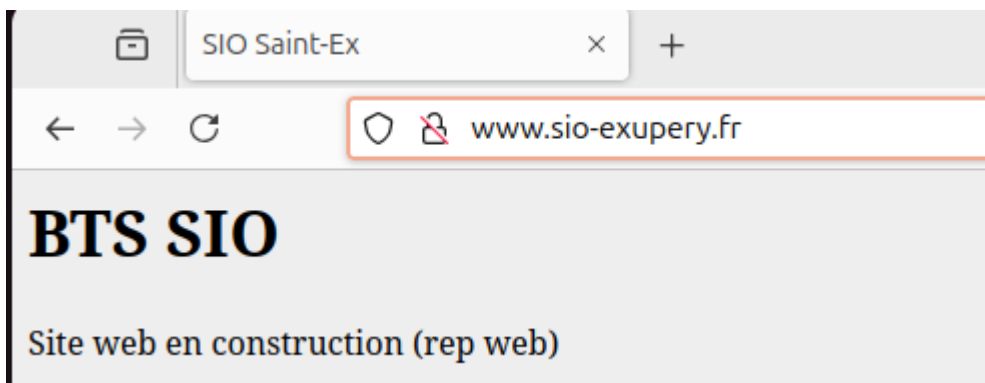 SIO Saint-Ex
www.sio-exupery.fr
BTS SIO
Site web en construction (rep web)